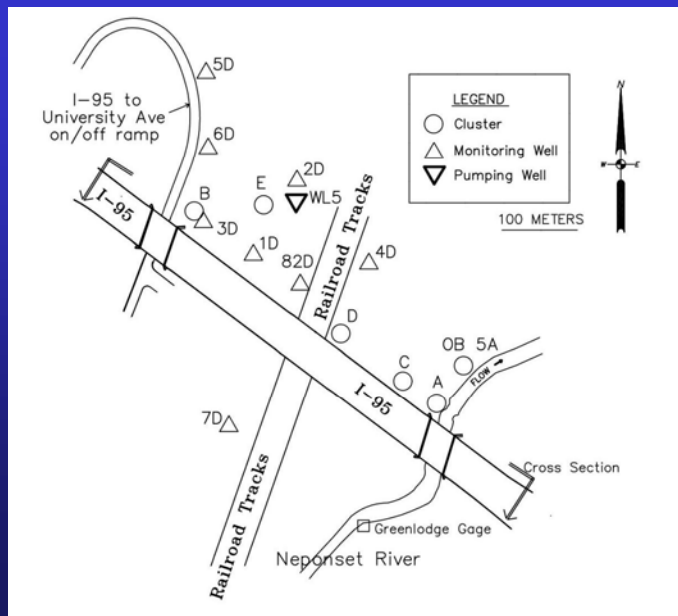 5D
I-95 to
University Ave
on/off ramp
6D
LEGEND
Cluster
Monitoring Well
Pumping Well
N
W
E
100 METERS
2D
E
WL5
B
3D
I-95
1D
82D
4D
Railroad Tracks
D
OB 5A
C
A
FLOW
I-95
7D
Cross Section
Railroad Tracks
Greenlodge Gage
Neponset River